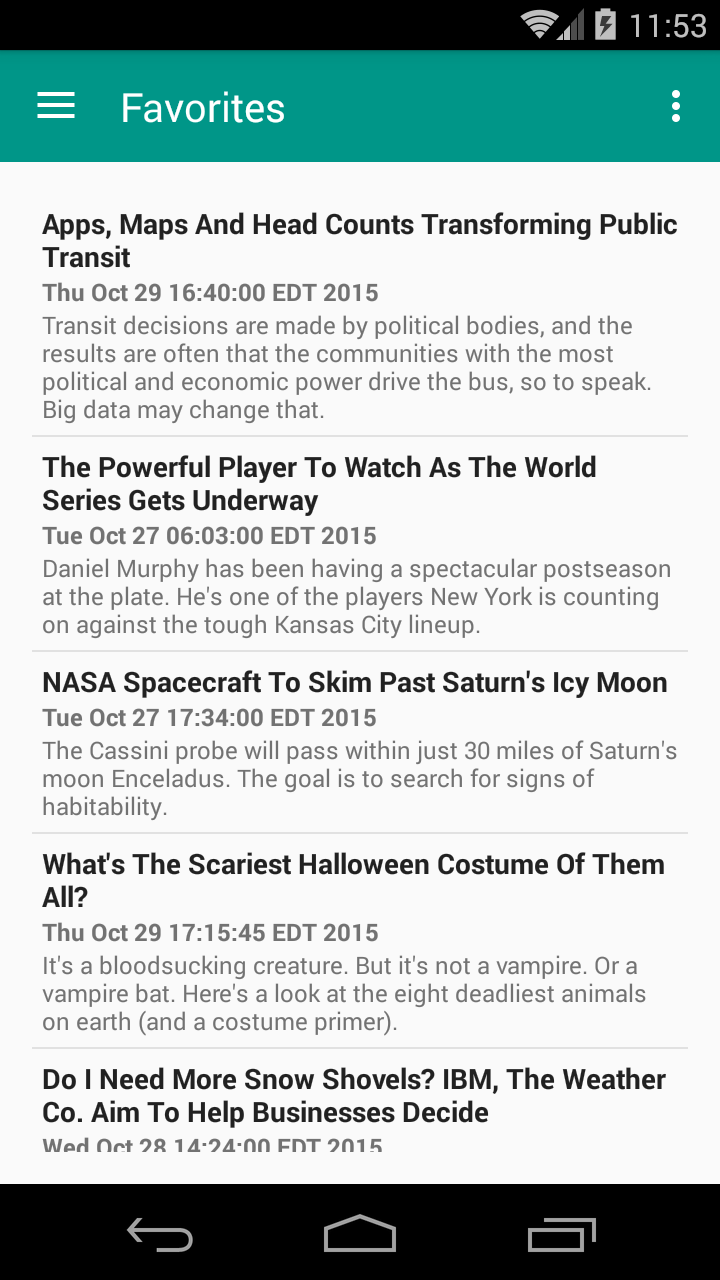 11:53
Favorites
Apps, Maps And Head Counts Transforming Public
Transit
Thu Oct 29 16:40:00 EDT 2015
Transit decisions are made by political bodies, and the
results are often that the communities with the most
political and economic power drive the bus, so to speak.
Big data may change that.
The Powerful Player To Watch As The World
Series Gets Underway
Tue Oct 27 06:03:00 EDT 2015
Daniel Murphy has been having a spectacular postseason
at the plate. He's one of the players New York is counting
on against the tough Kansas City lineup.
NASA Spacecraft To Skim Past Saturn's Icy Moon
Tue Oct 27 17:34:00 EDT 2015
The Cassini probe will pass within just 30 miles of Saturn's
moon Enceladus. The goal is to search for signs of
habitability.
What's The Scariest Halloween Costume Of Them
All?
Thu Oct 29 17:15:45 EDT 2015
It's a bloodsucking creature. But it's not a vampire. Or a
vampire bat. Here's a look at the eight deadliest animals
on earth (and a costume primer).
Do I Need More Snow Shovels? IBM, The Weather
Co. Aim To Help Businesses Decide
Wed Oct 28 14:24:00 EDT 2015